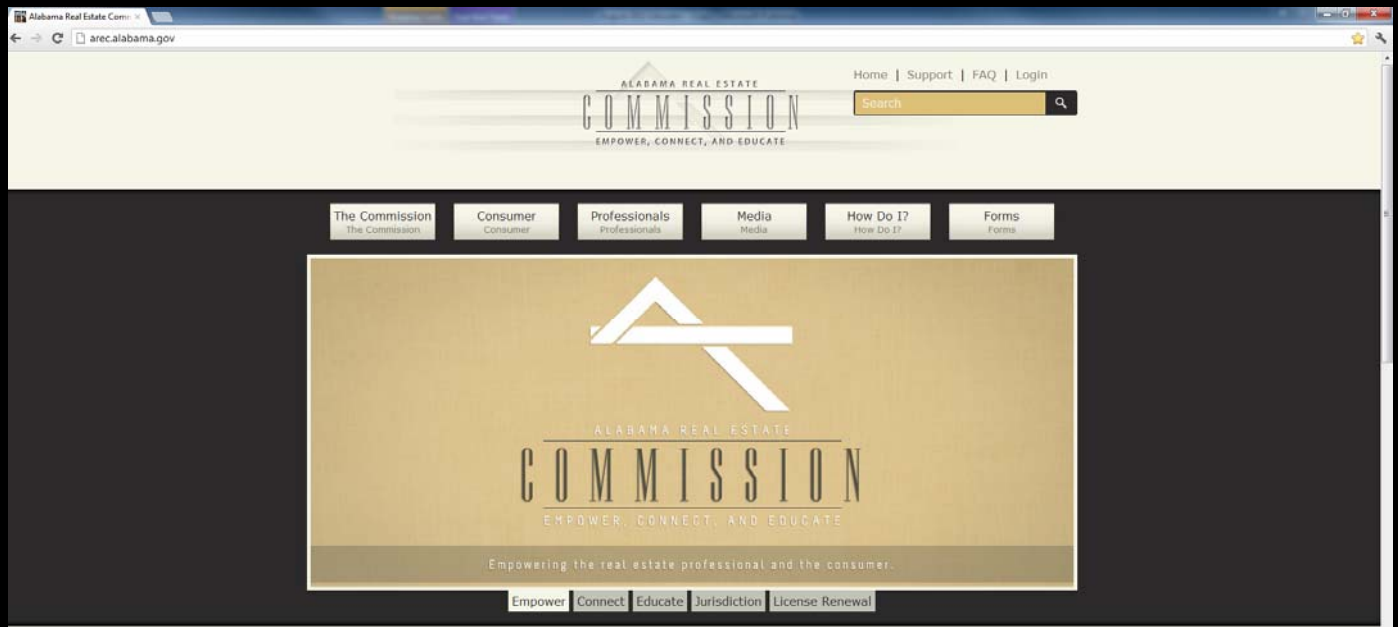 Alabama Real Estate Com
arec.alabama.gov
Home | Support | FAQ | Login
Search
ALABAMA REAL ESTATE
COMMISSION
EMPOWER, CONNECT, AND EDUCATE
The Commission Consumer Professionals Media How Do I? Forms
The Commission Consumer Professionals Media How Do I? Forms
ALABAMA REAL ESTATE
COMMISSION
EMPOWER, CONNECT, AND EDUCATE
Empowering the real estate professional and the consumer.
Empower Connect Educate Jurisdiction License Renewal